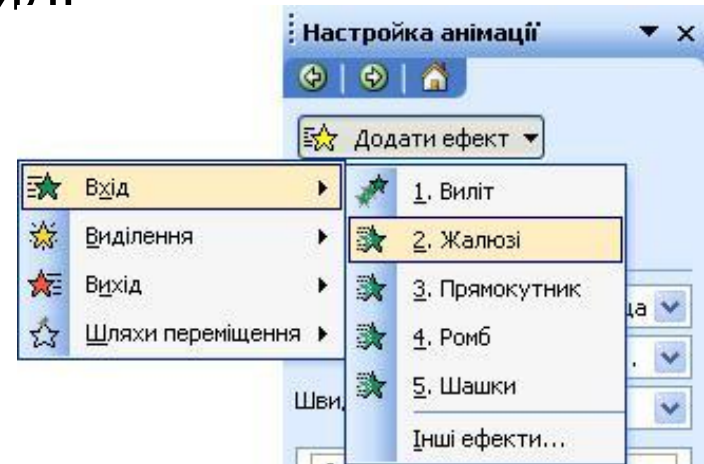 Настройка анімації
Додати ефект
Вхід
Виділення
Вихід
Шляхи переміщення
1. Виліт
2. Жалюзі
3. Прямокутник
4. Ромб
5. Шашки
Інші ефекти...